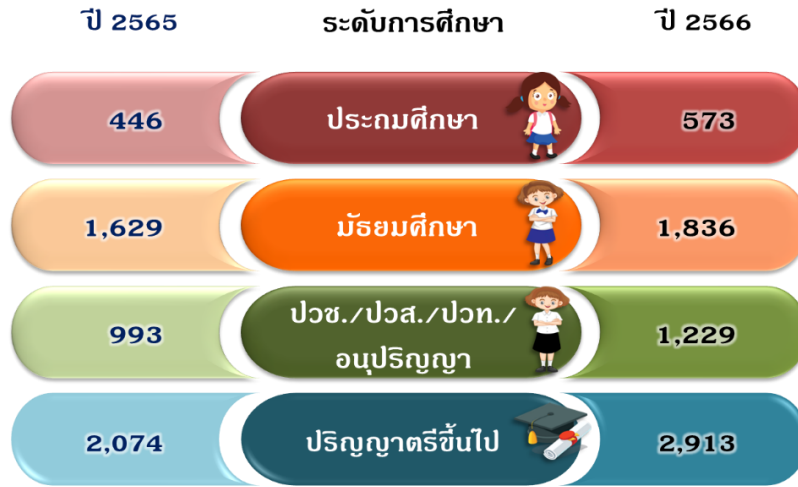 ปี 2565 ระดับการศึกษา ปี 2566
446 ประถมศึกษา 573
1,629 มัธยมศึกษา 1,836
993 ปวช./ปวส./ปวท./ 1,229
อนุปริญญา
2,074 ปริญญาตรีขึ้นไป 2,913